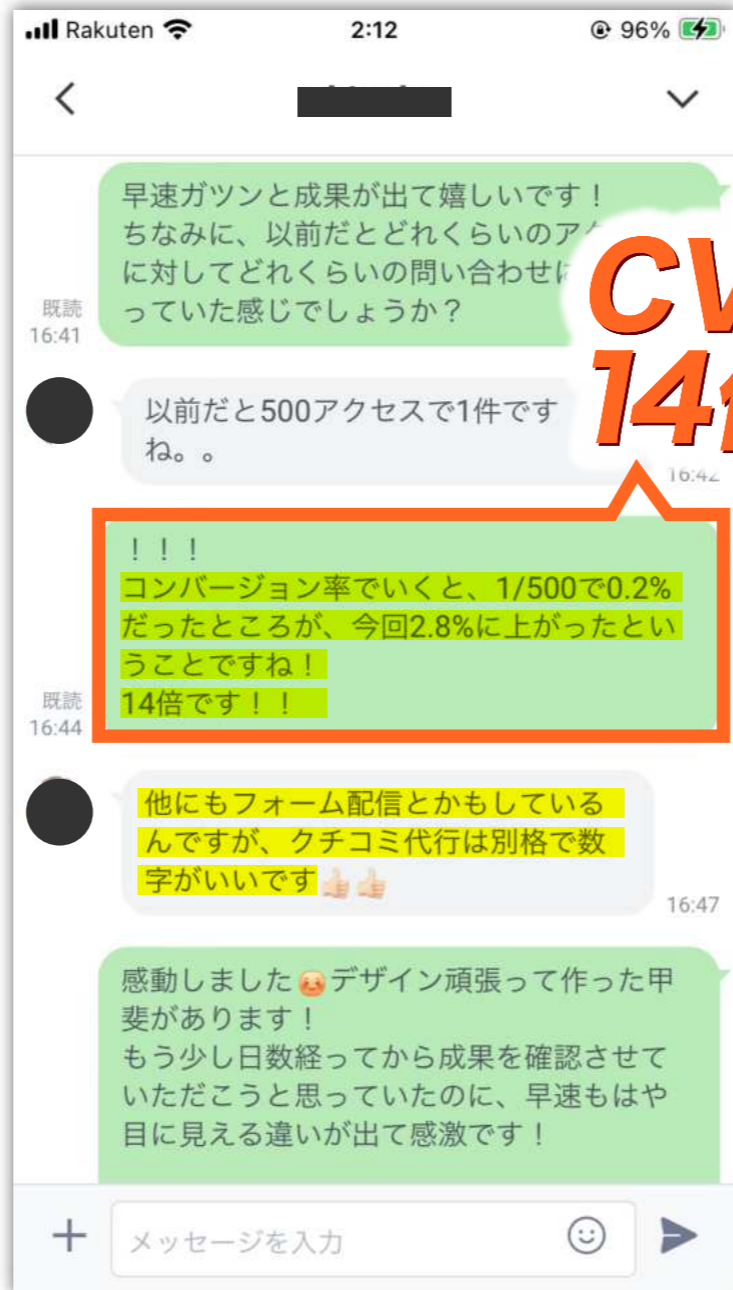 Rakuten
2:12
96%
早速ガツンと成果が出て嬉しいです！
ちなみに、以前だとどれくらいのア
に対してどれくらいの問い合わせ
っていた感じでしょうか？
既読
16:41
CV
14
以前だと500アクセスで1件です
ね。。
16:42
！！！
コンバージョン率でいくと、1/500で0.2%
だったところが、今回2.8%に上がったとい
うことですね！
14倍です！！
既読
16:44
他にもフォーム配信とかもしている
んですが、クチコミ代行は別格で数
字がいいです👍🏻👍🏻
16:47
感動しました🥹デザイン頑張って作った甲
斐があります！
もう少し日数経ってから成果を確認させて
いただこうと思っていたのに、早速もはや
目に見える違いが出て感激です！
メッセージを入力